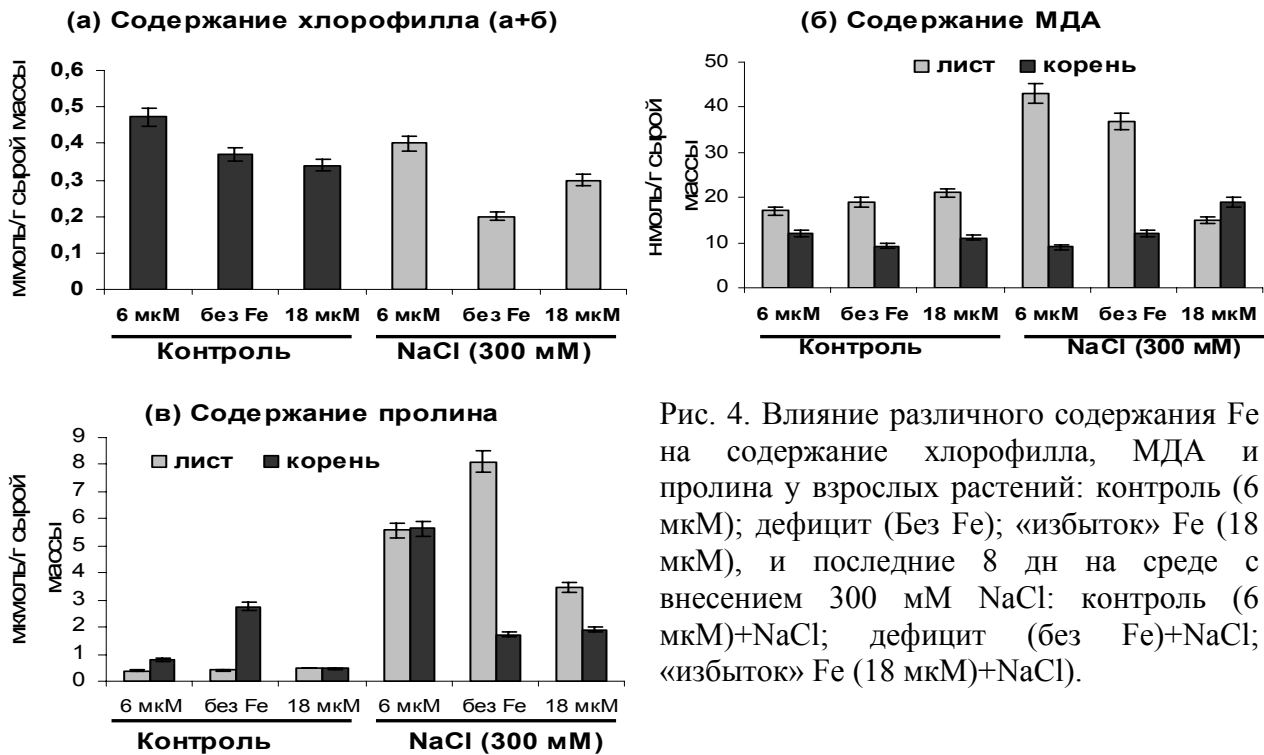 (а) Содержание хлорофилла (а+б)
ммоль/г сырой массы
0,6
0,5
0,4
0,3
0,2
0,1
0
6 мкМ без Fe 18 мкМ 6 мкМ без Fe 18 мкМ
Контроль NaCl (300 мМ)
(б) Содержание МДА
нмоль/г сырой
массы
лист корень
50
40
30
20
10
0
6 мкМ без Fe 18 мкМ 6 мкМ без Fe 18 мкМ
Контроль NaCl (300 мМ)
(в) Содержание пролина
мкмоль/г сырой
массы
лист корень
9
8
7
6
5
4
3
2
1
0
6 мкМ без Fe 18 мкМ 6 мкМ без Fe 18 мкМ
Контроль NaCl (300 мМ)
Рис. 4. Влияние различного содержания Fe
на содержание хлорофилла, МДА и
пролина у взрослых растений: контроль (6
мкМ); дефицит (Без Fe); «избыток» Fe (18
мкМ), и последние 8 дн на среде с
внесением 300 мМ NaCl: контроль (6
мкМ)+NaCl; дефицит (без Fe)+NaCl;
«избыток» Fe (18 мкМ)+NaCl).